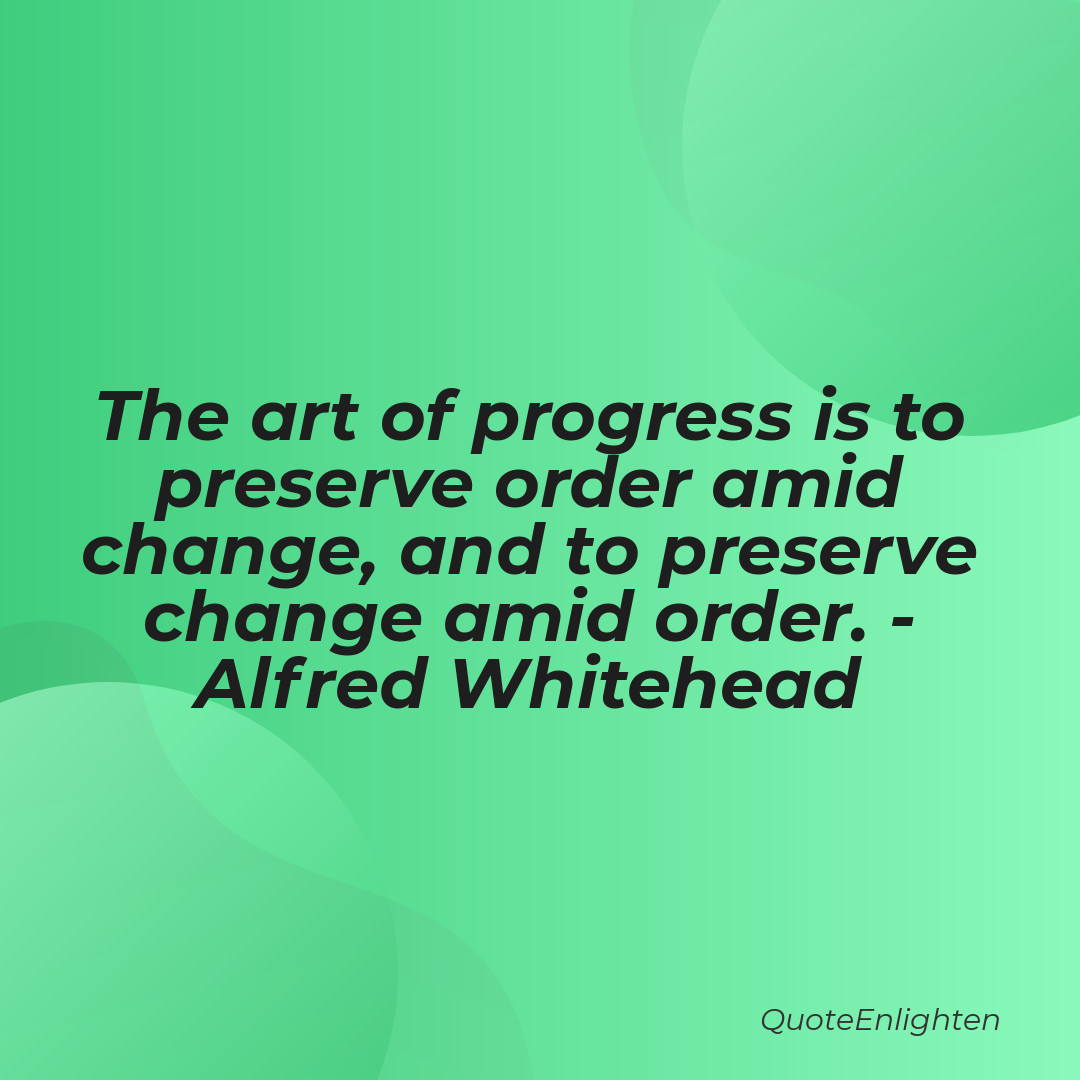 The art of progress is to
preserve order amid
change, and to preserve
change amid order. -
Alfred Whitehead
QuoteEnlighten